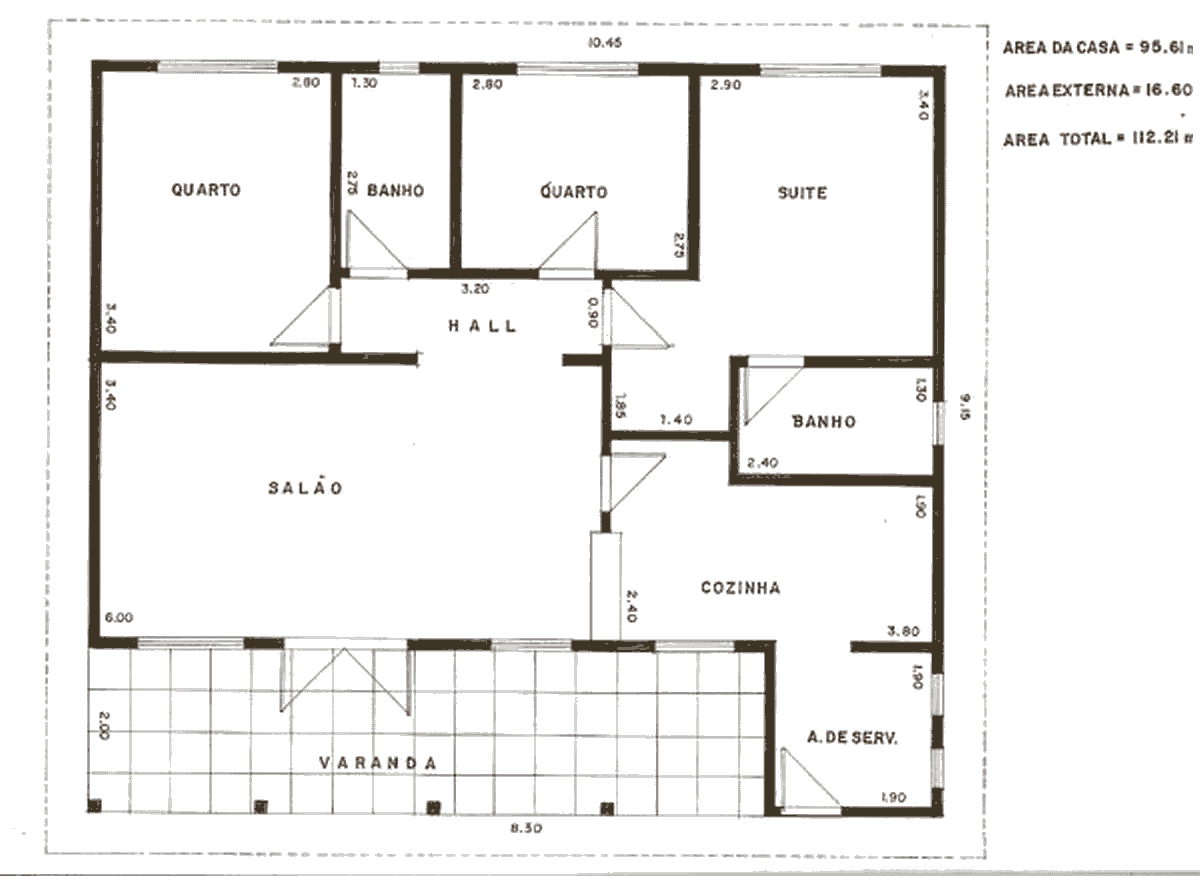 10.45
AREA DA CASA = 95.61 m
AREA EXTERNA = 16.60
AREA TOTAL = 112.21 m
2.80
1.30
2.80
2.90
3.40
QUARTO
2.75
BANHO
QUARTO
SUITE
2.75
3.40
3.20
HALL
0.90
3.40
1.85
1.40
1.30
BANHO
9.15
2.40
SALÃO
1.90
COZINHA
6.00
2.40
3.80
1.90
2.00
VARANDA
A. DE SERV.
1.90
8.30